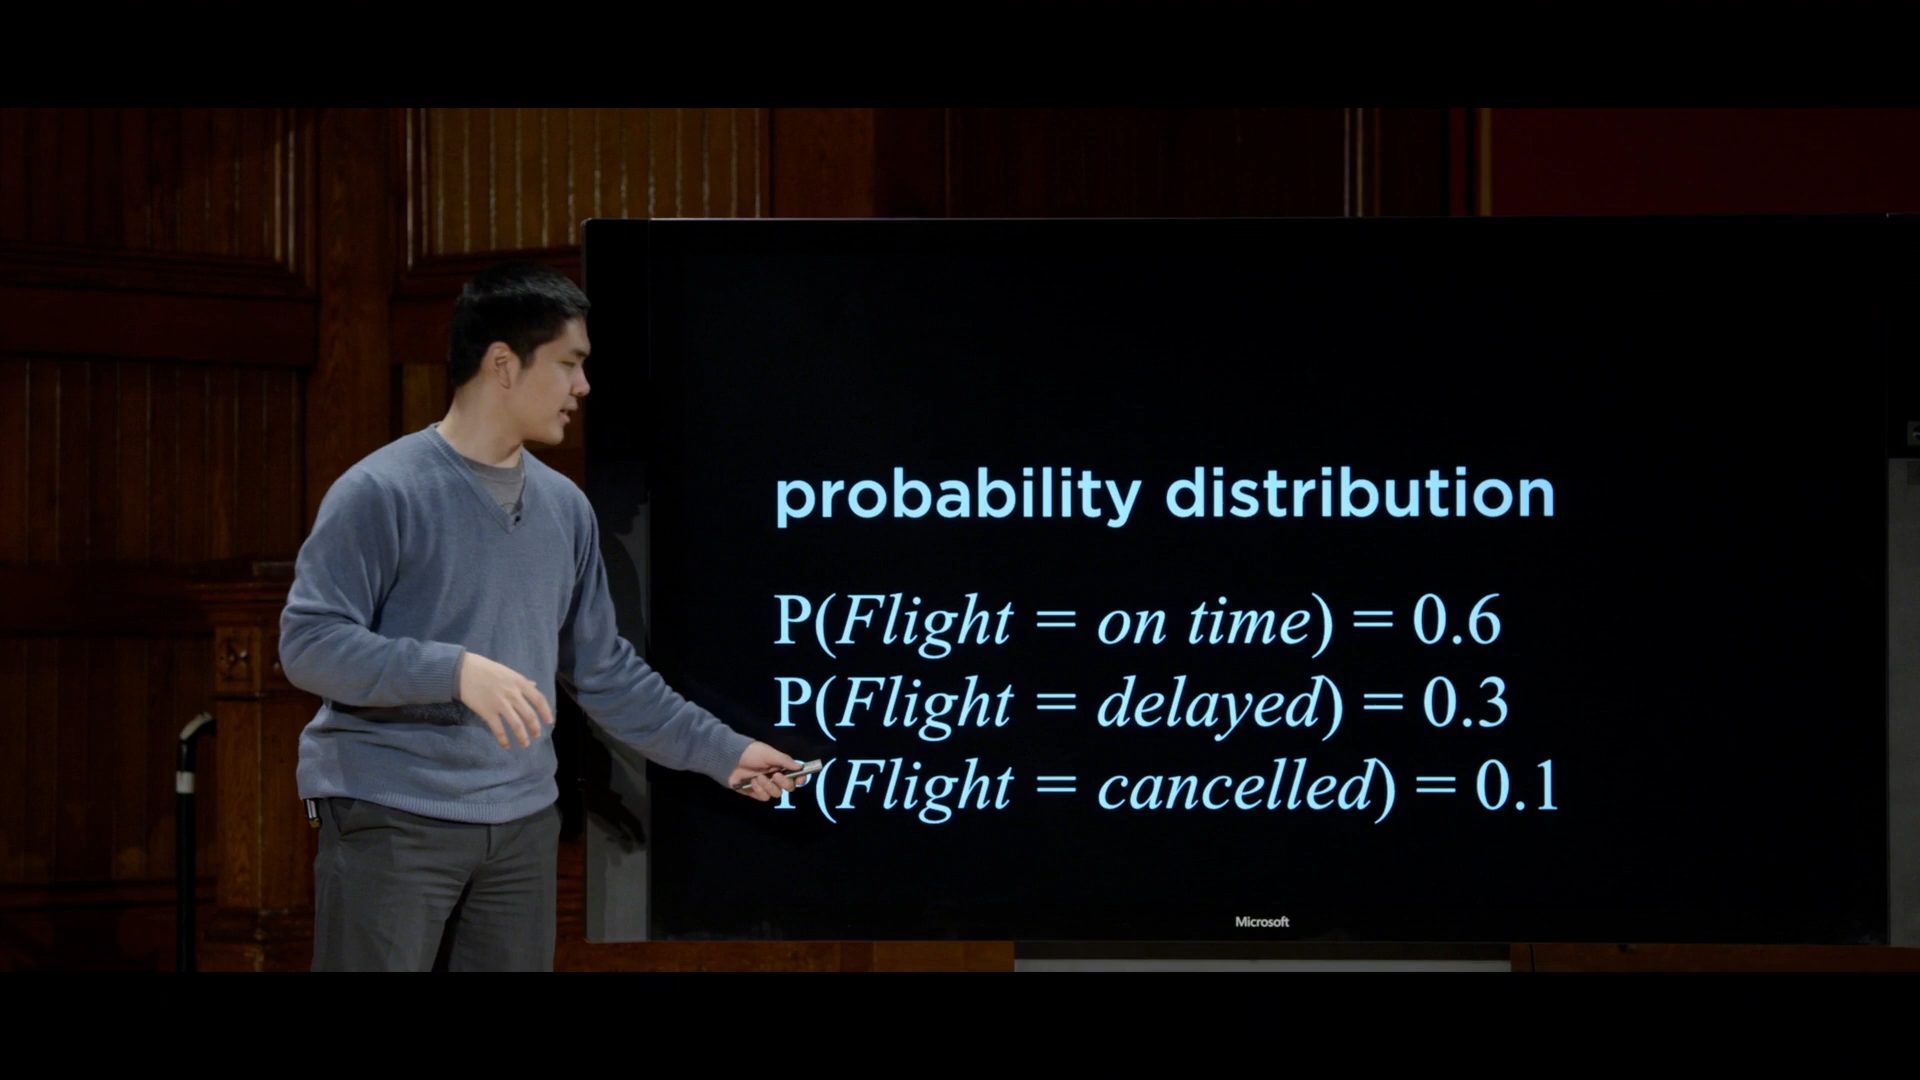 probability distribution
P(Flight = on time) = 0.6
P(Flight = delayed) = 0.3
P(Flight = cancelled) = 0.1
Microsoft